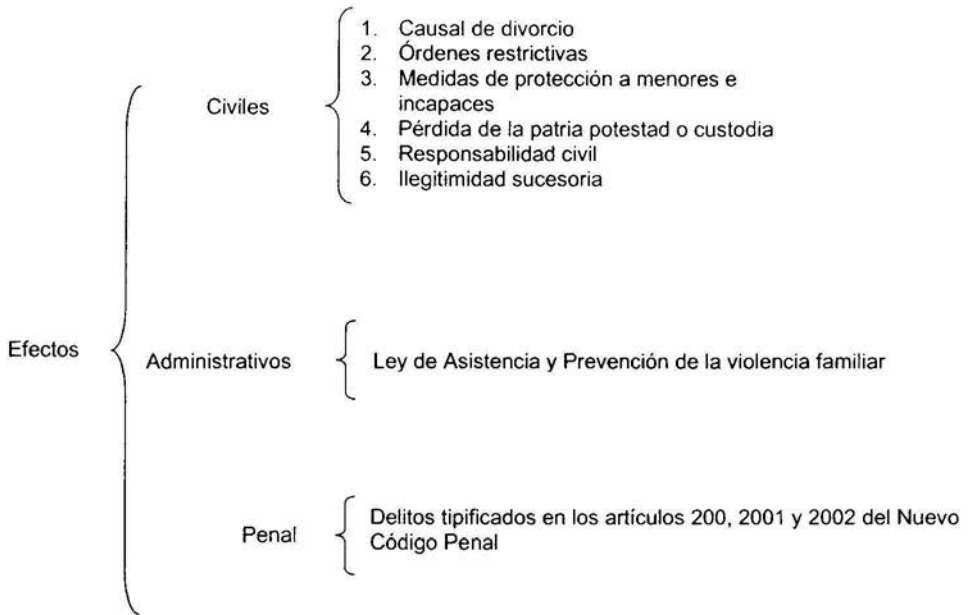 Efectos
Civiles
1. Causal de divorcio
2. Órdenes restrictivas
3. Medidas de protección a menores e
incapaces
4. Pérdida de la patria potestad o custodia
5. Responsabilidad civil
6. Ilegitimidad sucesoria
Administrativos
Ley de Asistencia y Prevención de la violencia familiar
Penal
Delitos tipificados en los artículos 200, 2001 y 2002 del Nuevo
Código Penal